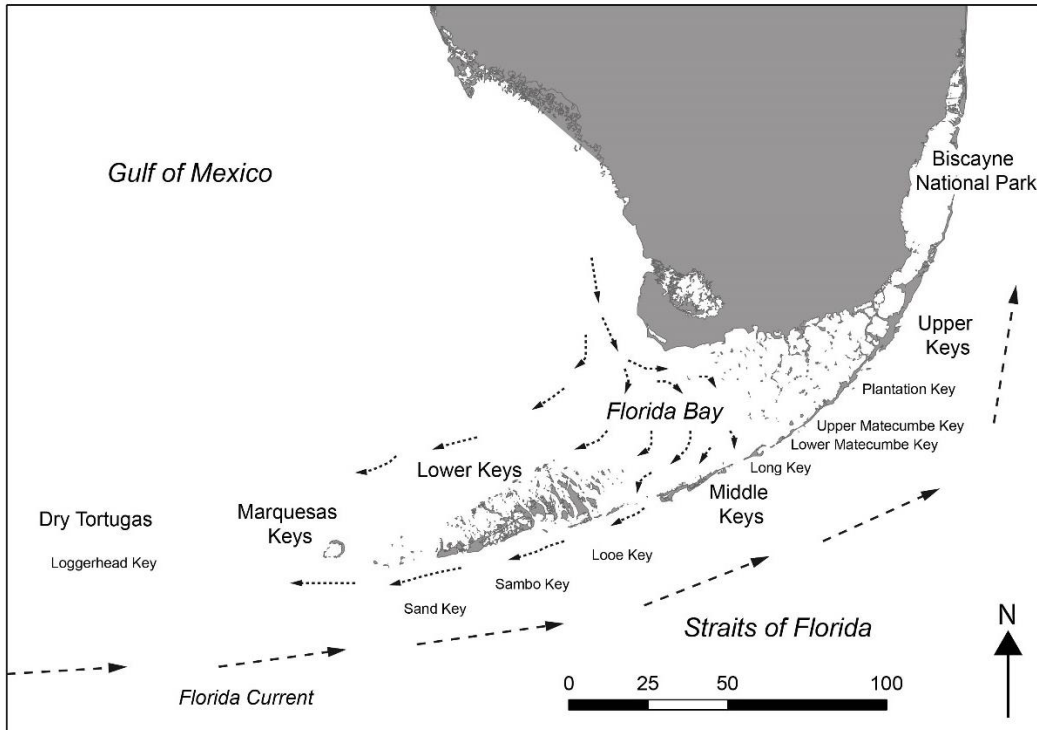 Gulf of Mexico
Biscayne
National Park
Upper
Keys
Plantation Key
Florida Bay
Upper Matecumbe Key
Lower Matecumbe Key
Lower Keys
Long Key
Middle
Keys
Dry Tortugas
Marquesas
Keys
Loggerhead Key
Looe Key
Sambo Key
Sand Key
Straits of Florida
N
Florida Current
0 25 50 100